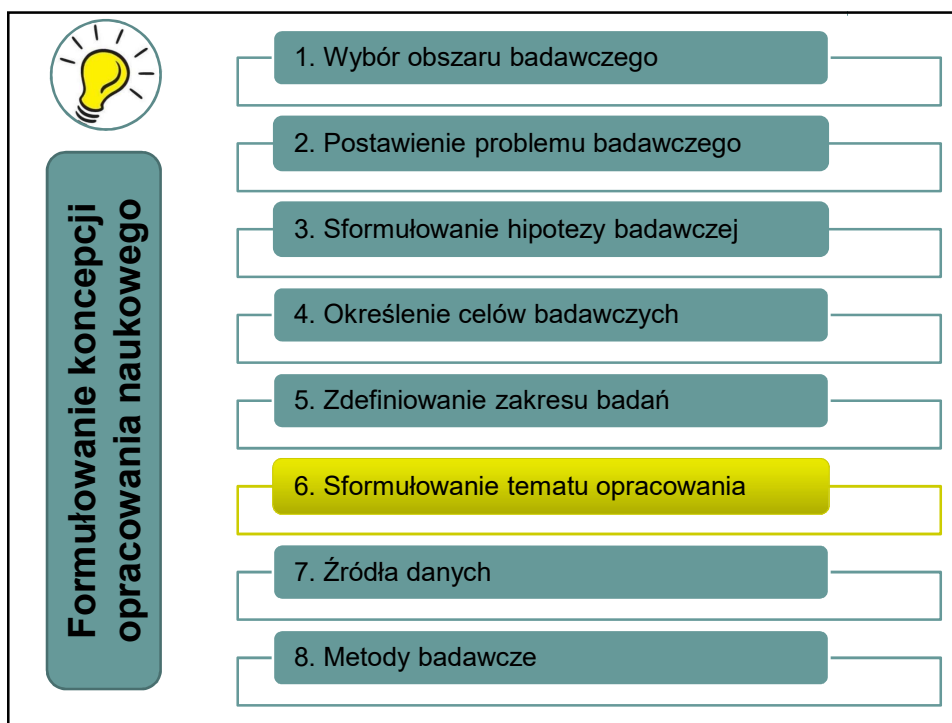 Formułowanie koncepcji
opracowania naukowego
1. Wybór obszaru badawczego
2. Postawienie problemu badawczego
3. Sformułowanie hipotezy badawczej
4. Określenie celów badawczych
5. Zdefiniowanie zakresu badań
6. Sformułowanie tematu opracowania
7. Źródła danych
8. Metody badawcze